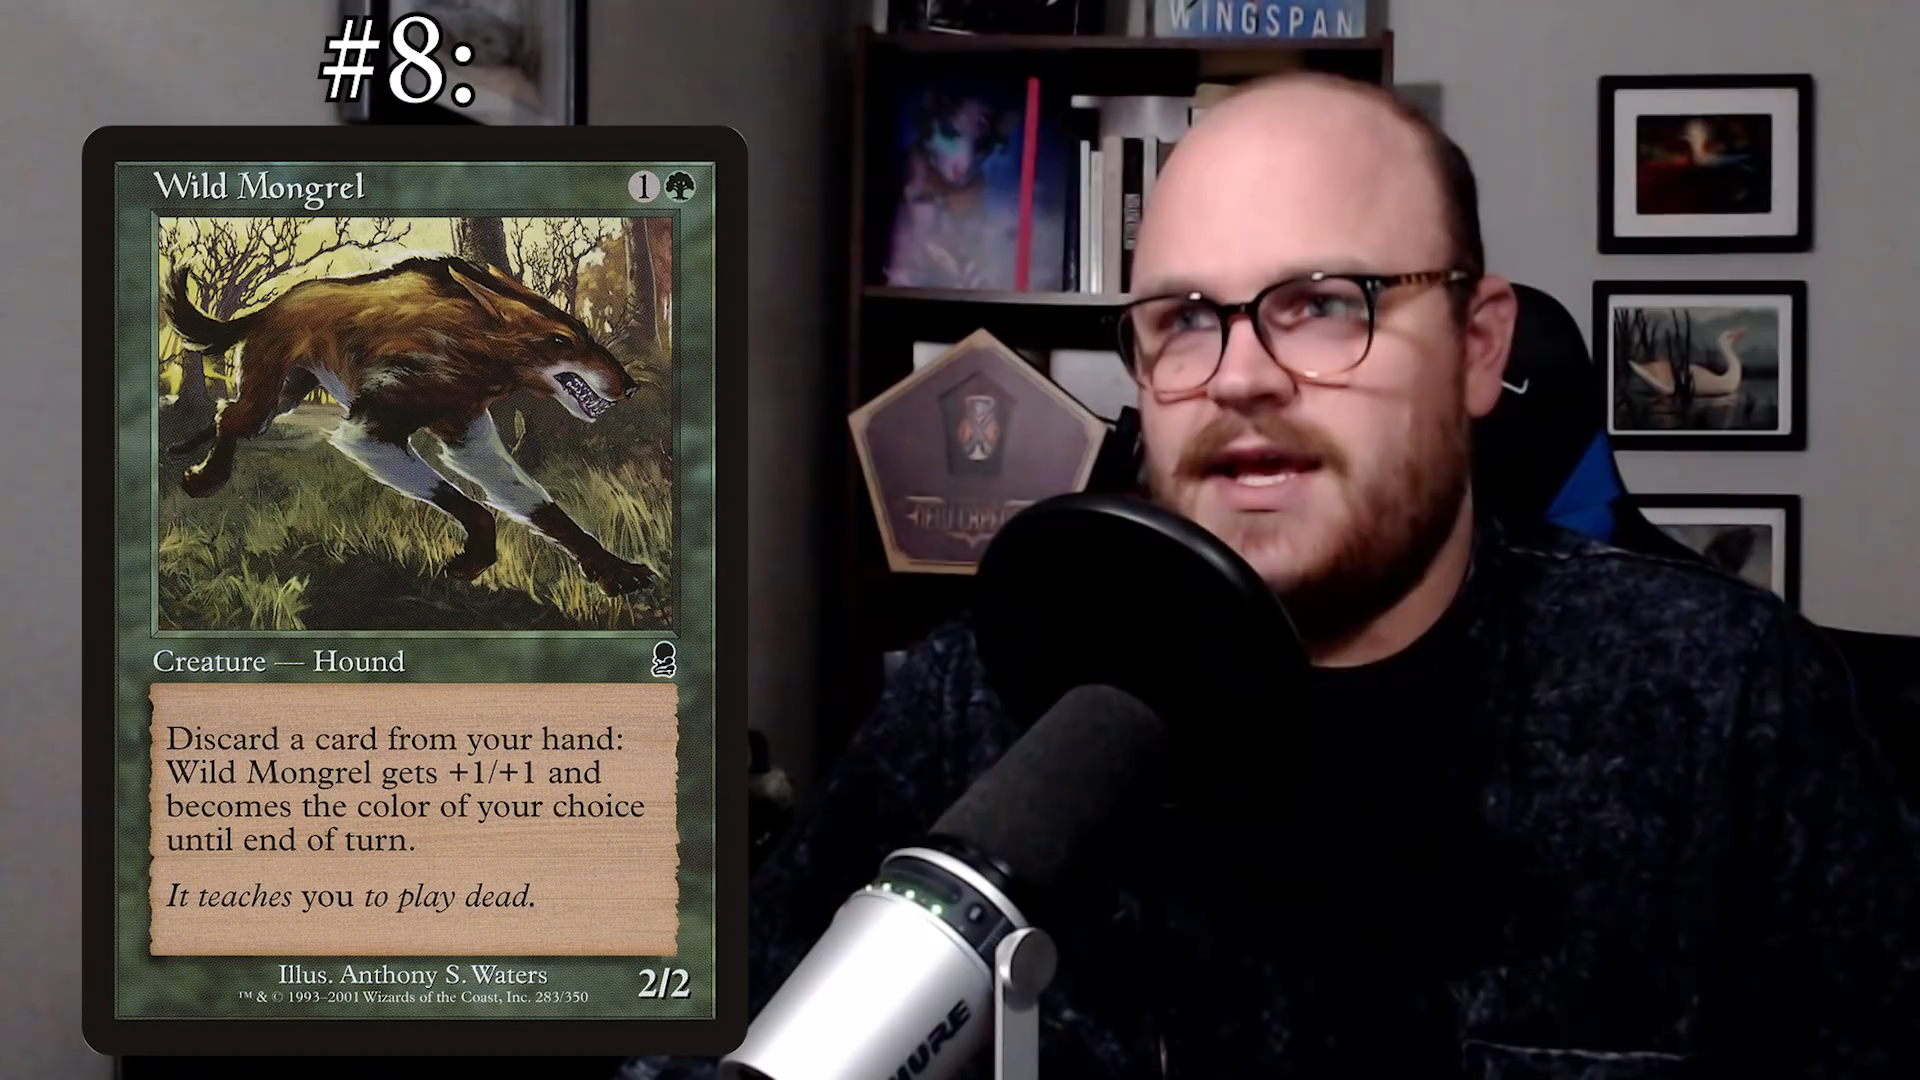 #8:
WINGSPAN
Wild Mongrel 1
Creature — Hound
Discard a card from your hand:
Wild Mongrel gets +1/+1 and
becomes the color of your choice
until end of turn.
It teaches you to play dead.
Illus. Anthony S. Waters
™ & © 1993–2001 Wizards of the Coast, Inc. 283/350
2/2